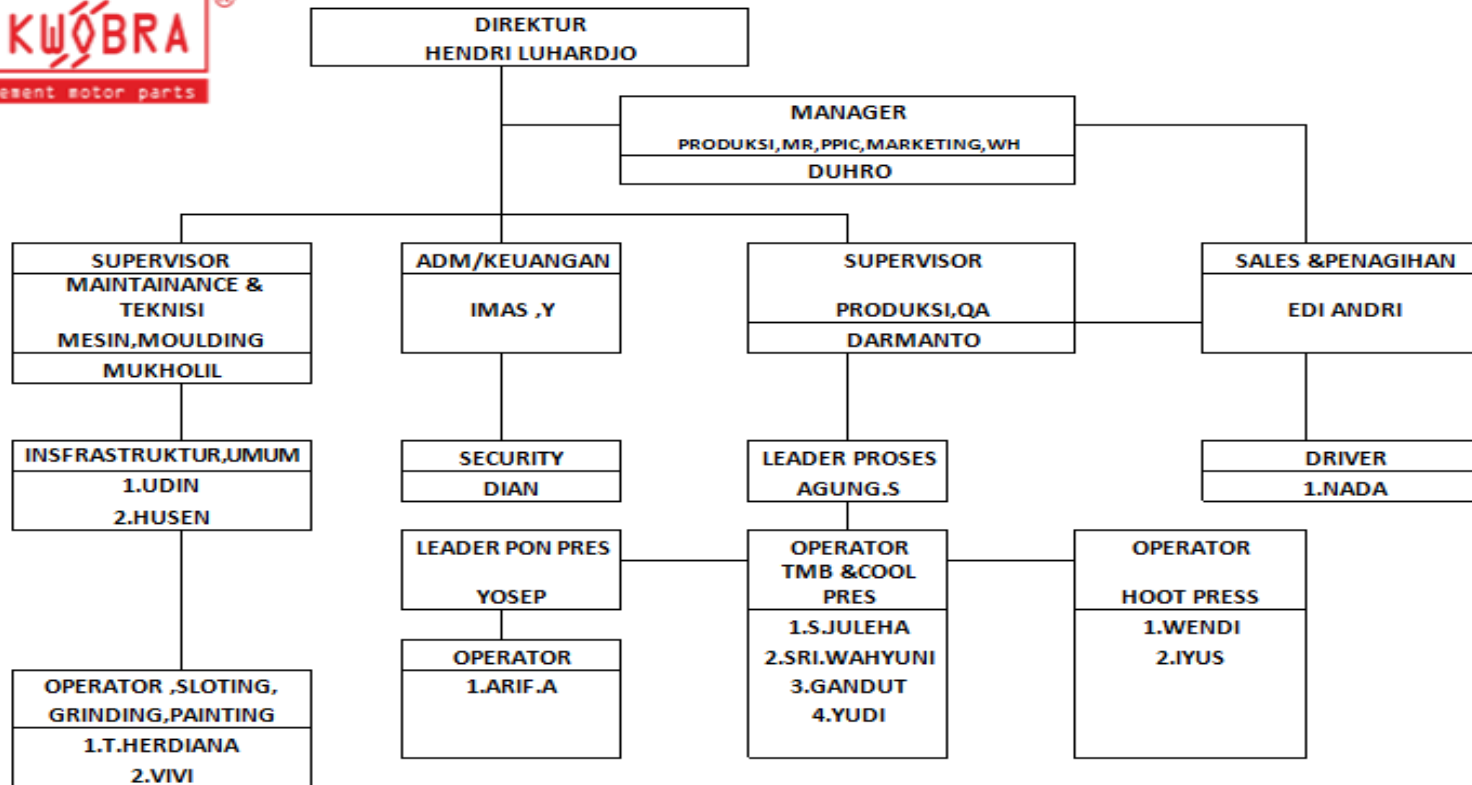 KWOBRA
®
ement motor parts
DIREKTUR
HENDRI LUHARDJO
MANAGER
PRODUKSI,MR,PPIC,MARKETING,WH
DUHRO
SUPERVISOR
MAINTAINANCE &
TEKNISI
MESIN,MOULDING
MUKHOLIL
ADM/KEUANGAN
IMAS ,Y
SUPERVISOR
PRODUKSI,QA
DARMANTO
SALES &PENAGIHAN
EDI ANDRI
INSFRASTRUKTUR,UMUM
1.UDIN
2.HUSEN
SECURITY
DIAN
LEADER PROSES
AGUNG.S
DRIVER
1.NADA
LEADER PON PRES
YOSEP
OPERATOR
TMB &COOL
PRES
1.S.JULEHA
2.SRI.WAHYUNI
3.GANDUT
4.YUDI
OPERATOR
HOOT PRESS
1.WENDI
2.IYUS
OPERATOR
1.ARIF.A
OPERATOR ,SLOTING,
GRINDING,PAINTING
1.T.HERDIANA
2.VIVI